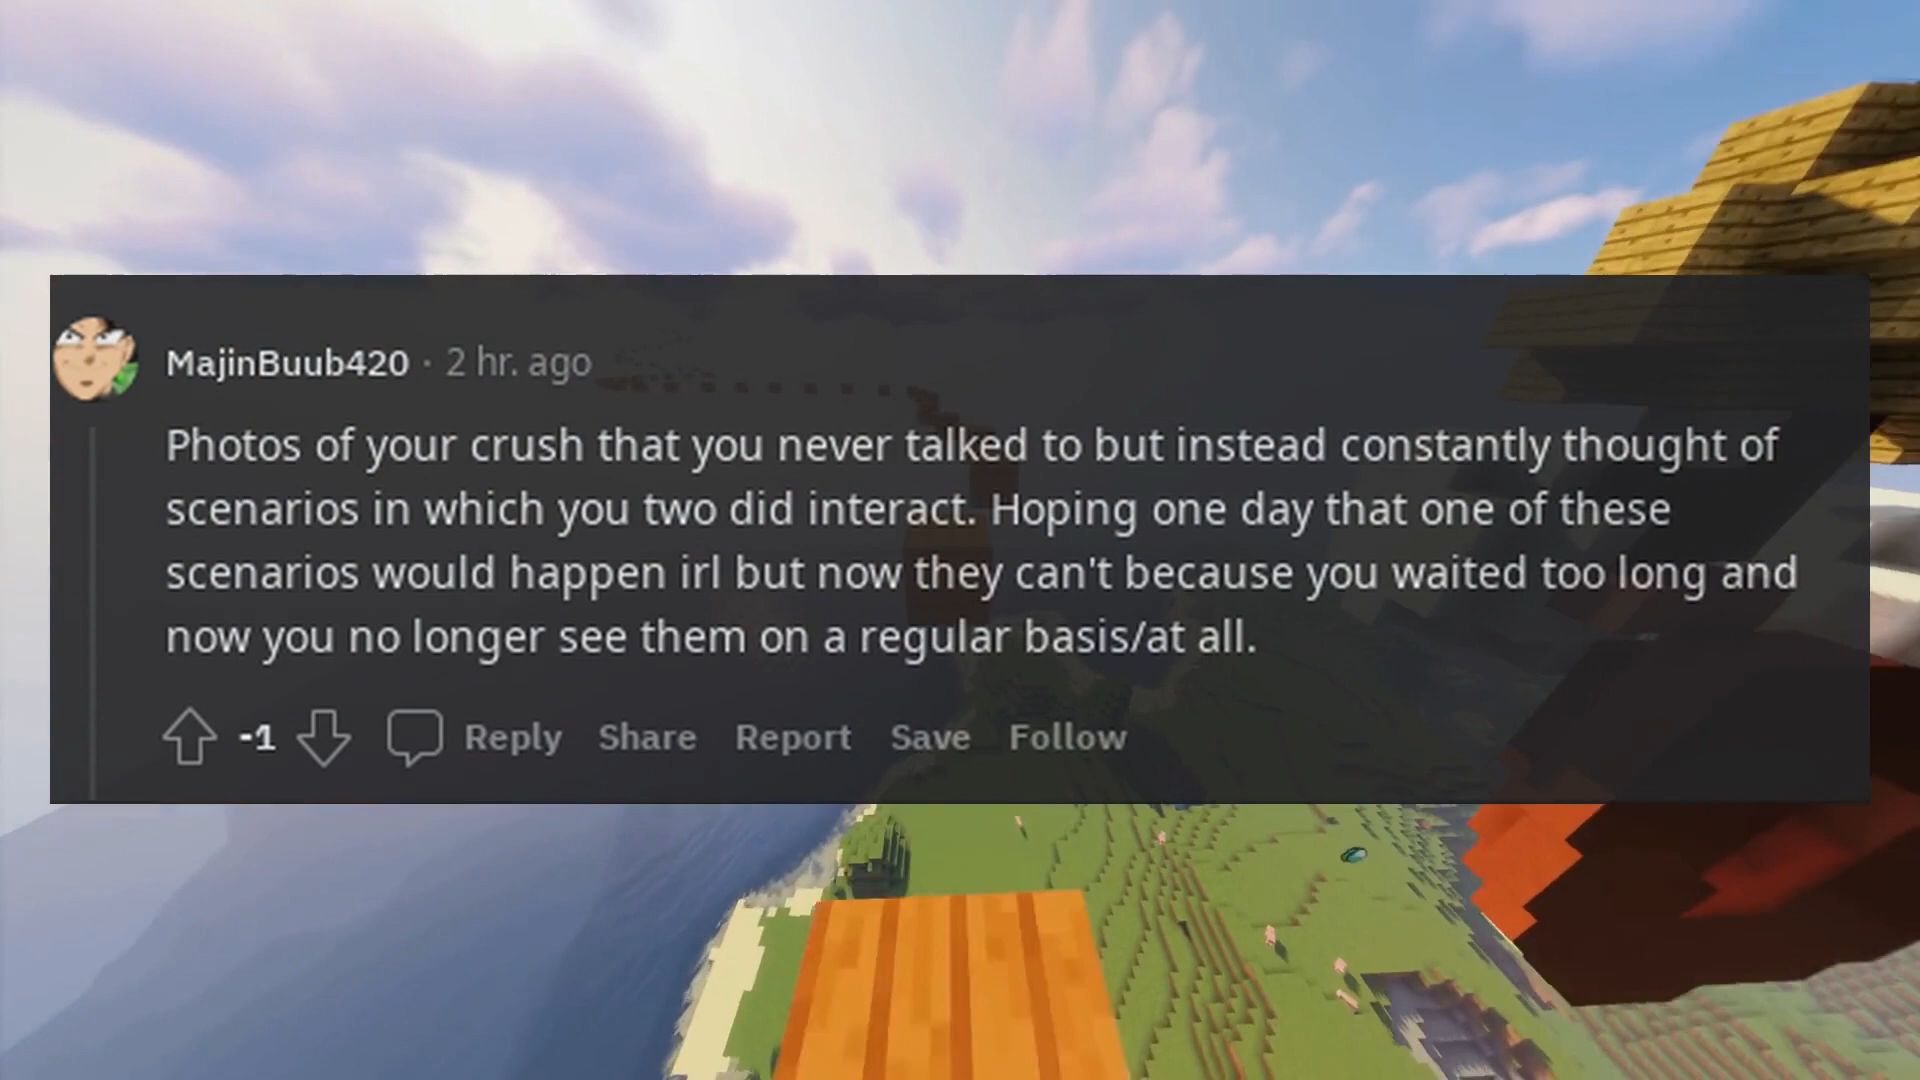 MajinBuub420 · 2 hr. ago
Photos of your crush that you never talked to but instead constantly thought of
scenarios in which you two did interact. Hoping one day that one of these
scenarios would happen irl but now they can't because you waited too long and
now you no longer see them on a regular basis/at all.
-1 Reply Share Report Save Follow